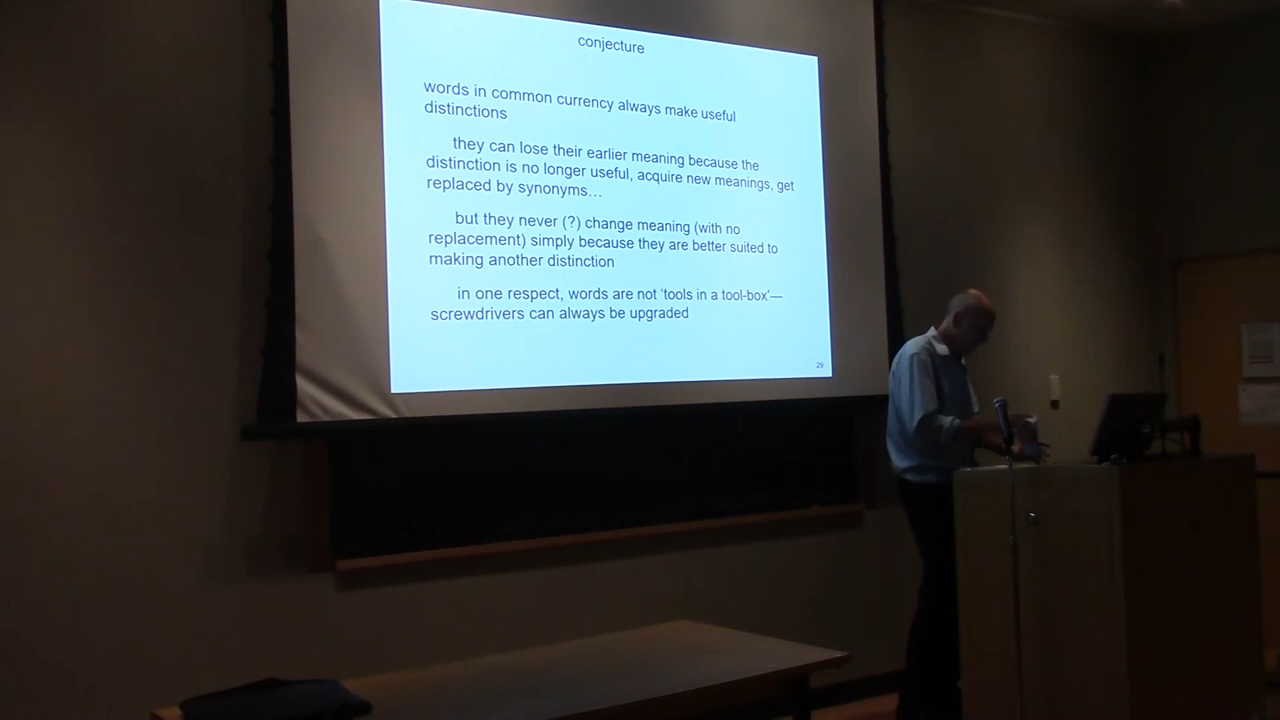 conjecture
words in common currency always make useful
distinctions
they can lose their earlier meaning because the
distinction is no longer useful, acquire new meanings, get
replaced by synonyms…
but they never (?) change meaning (with no
replacement) simply because they are better suited to
making another distinction
in one respect, words are not ‘tools in a tool-box’—
screwdrivers can always be upgraded
29